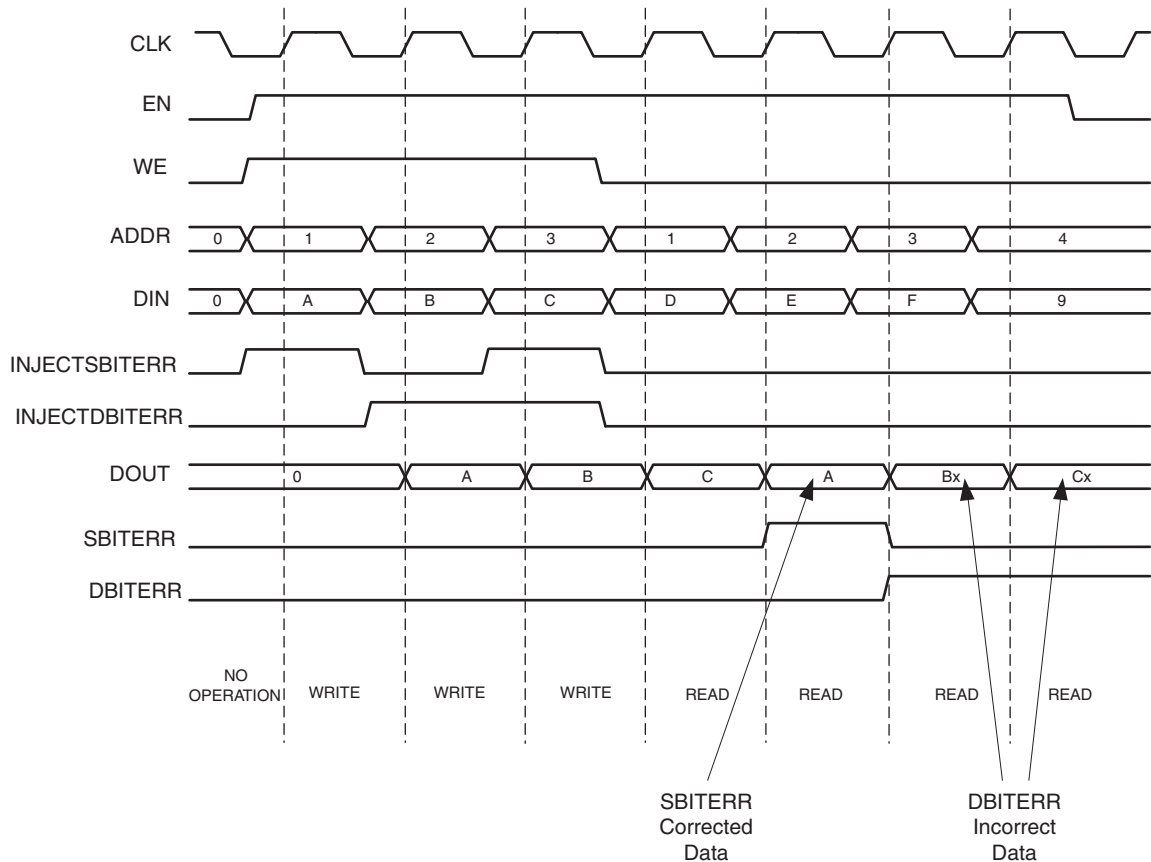 CLK
EN
WE
ADDR 0 1 2 3 1 2 3 4
DIN 0 A B C D E F 9
INJECTSBITERR
INJECTDBITERR
DOUT 0 A B C A Bx Cx
SBITERR
DBITERR
NO
OPERATION WRITE WRITE WRITE READ READ READ READ
SBITERR
Corrected
Data
DBITERR
Incorrect
Data